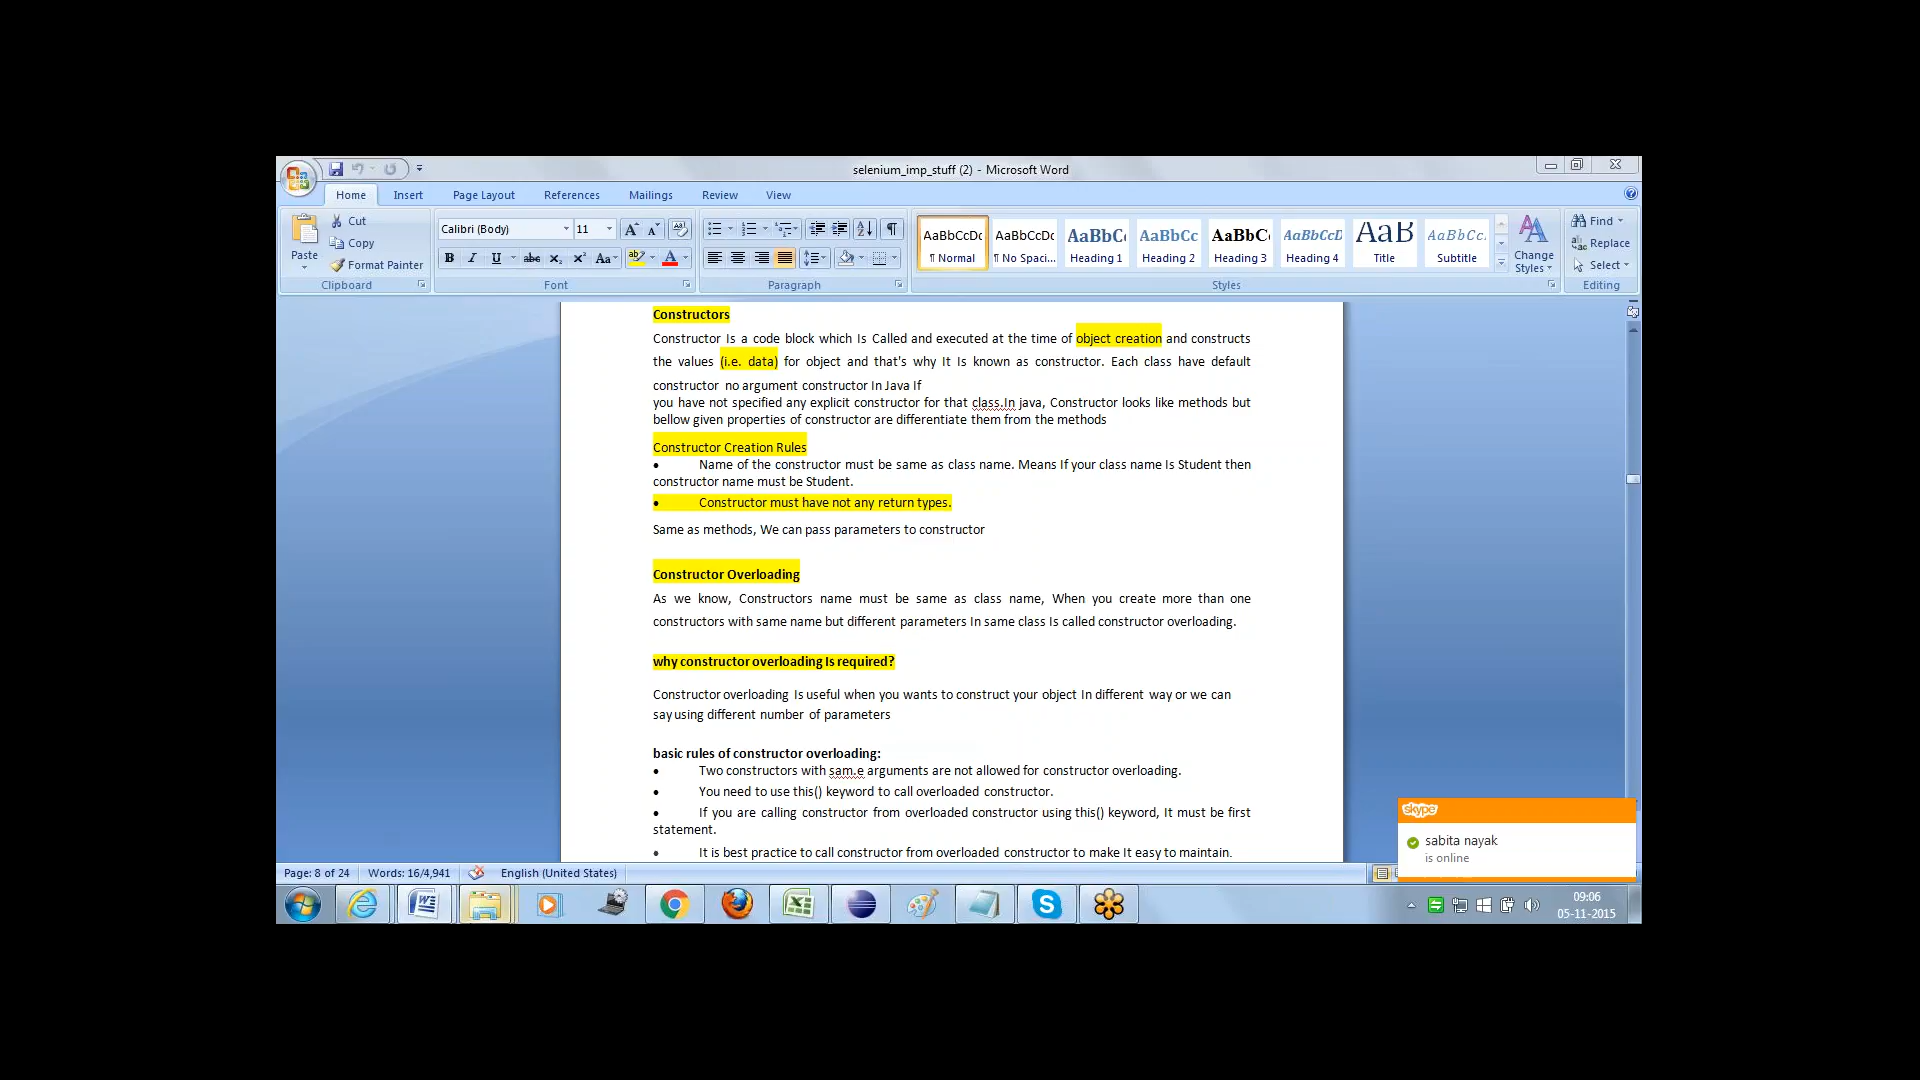 selenium_imp_stuff (2) - Microsoft Word
Home Insert Page Layout References Mailings Review View
Paste Cut Copy Format Painter
Calibri (Body) 11
AaBbCcDc AaBbCcDc AaBbC AaBbCc AaBbC AaBbCcD AaB AaBbCc.
¶ Normal ¶ No Spaci... Heading 1 Heading 2 Heading 3 Heading 4 Title Subtitle
Change Styles
Find
Replace
Select
Clipboard Font Paragraph Styles Editing
Constructors
Constructor Is a code block which Is Called and executed at the time of object creation and constructs
the values (i.e. data) for object and that's why It Is known as constructor. Each class have default
constructor no argument constructor In Java If
you have not specified any explicit constructor for that class.In java, Constructor looks like methods but
bellow given properties of constructor are differentiate them from the methods
Constructor Creation Rules
• Name of the constructor must be same as class name. Means If your class name Is Student then
constructor name must be Student.
• Constructor must have not any return types.
Same as methods, We can pass parameters to constructor
Constructor Overloading
As we know, Constructors name must be same as class name, When you create more than one
constructors with same name but different parameters In same class Is called constructor overloading.
why constructor overloading Is required?
Constructor overloading Is useful when you wants to construct your object In different way or we can
say using different number of parameters
basic rules of constructor overloading:
• Two constructors with sam.e arguments are not allowed for constructor overloading.
• You need to use this() keyword to call overloaded constructor.
• If you are calling constructor from overloaded constructor using this() keyword, It must be first
statement.
• It is best practice to call constructor from overloaded constructor to make It easy to maintain.
skype
sabita nayak
is online
Page: 8 of 24 Words: 16/4,941 English (United States)
09:06
05-11-2015